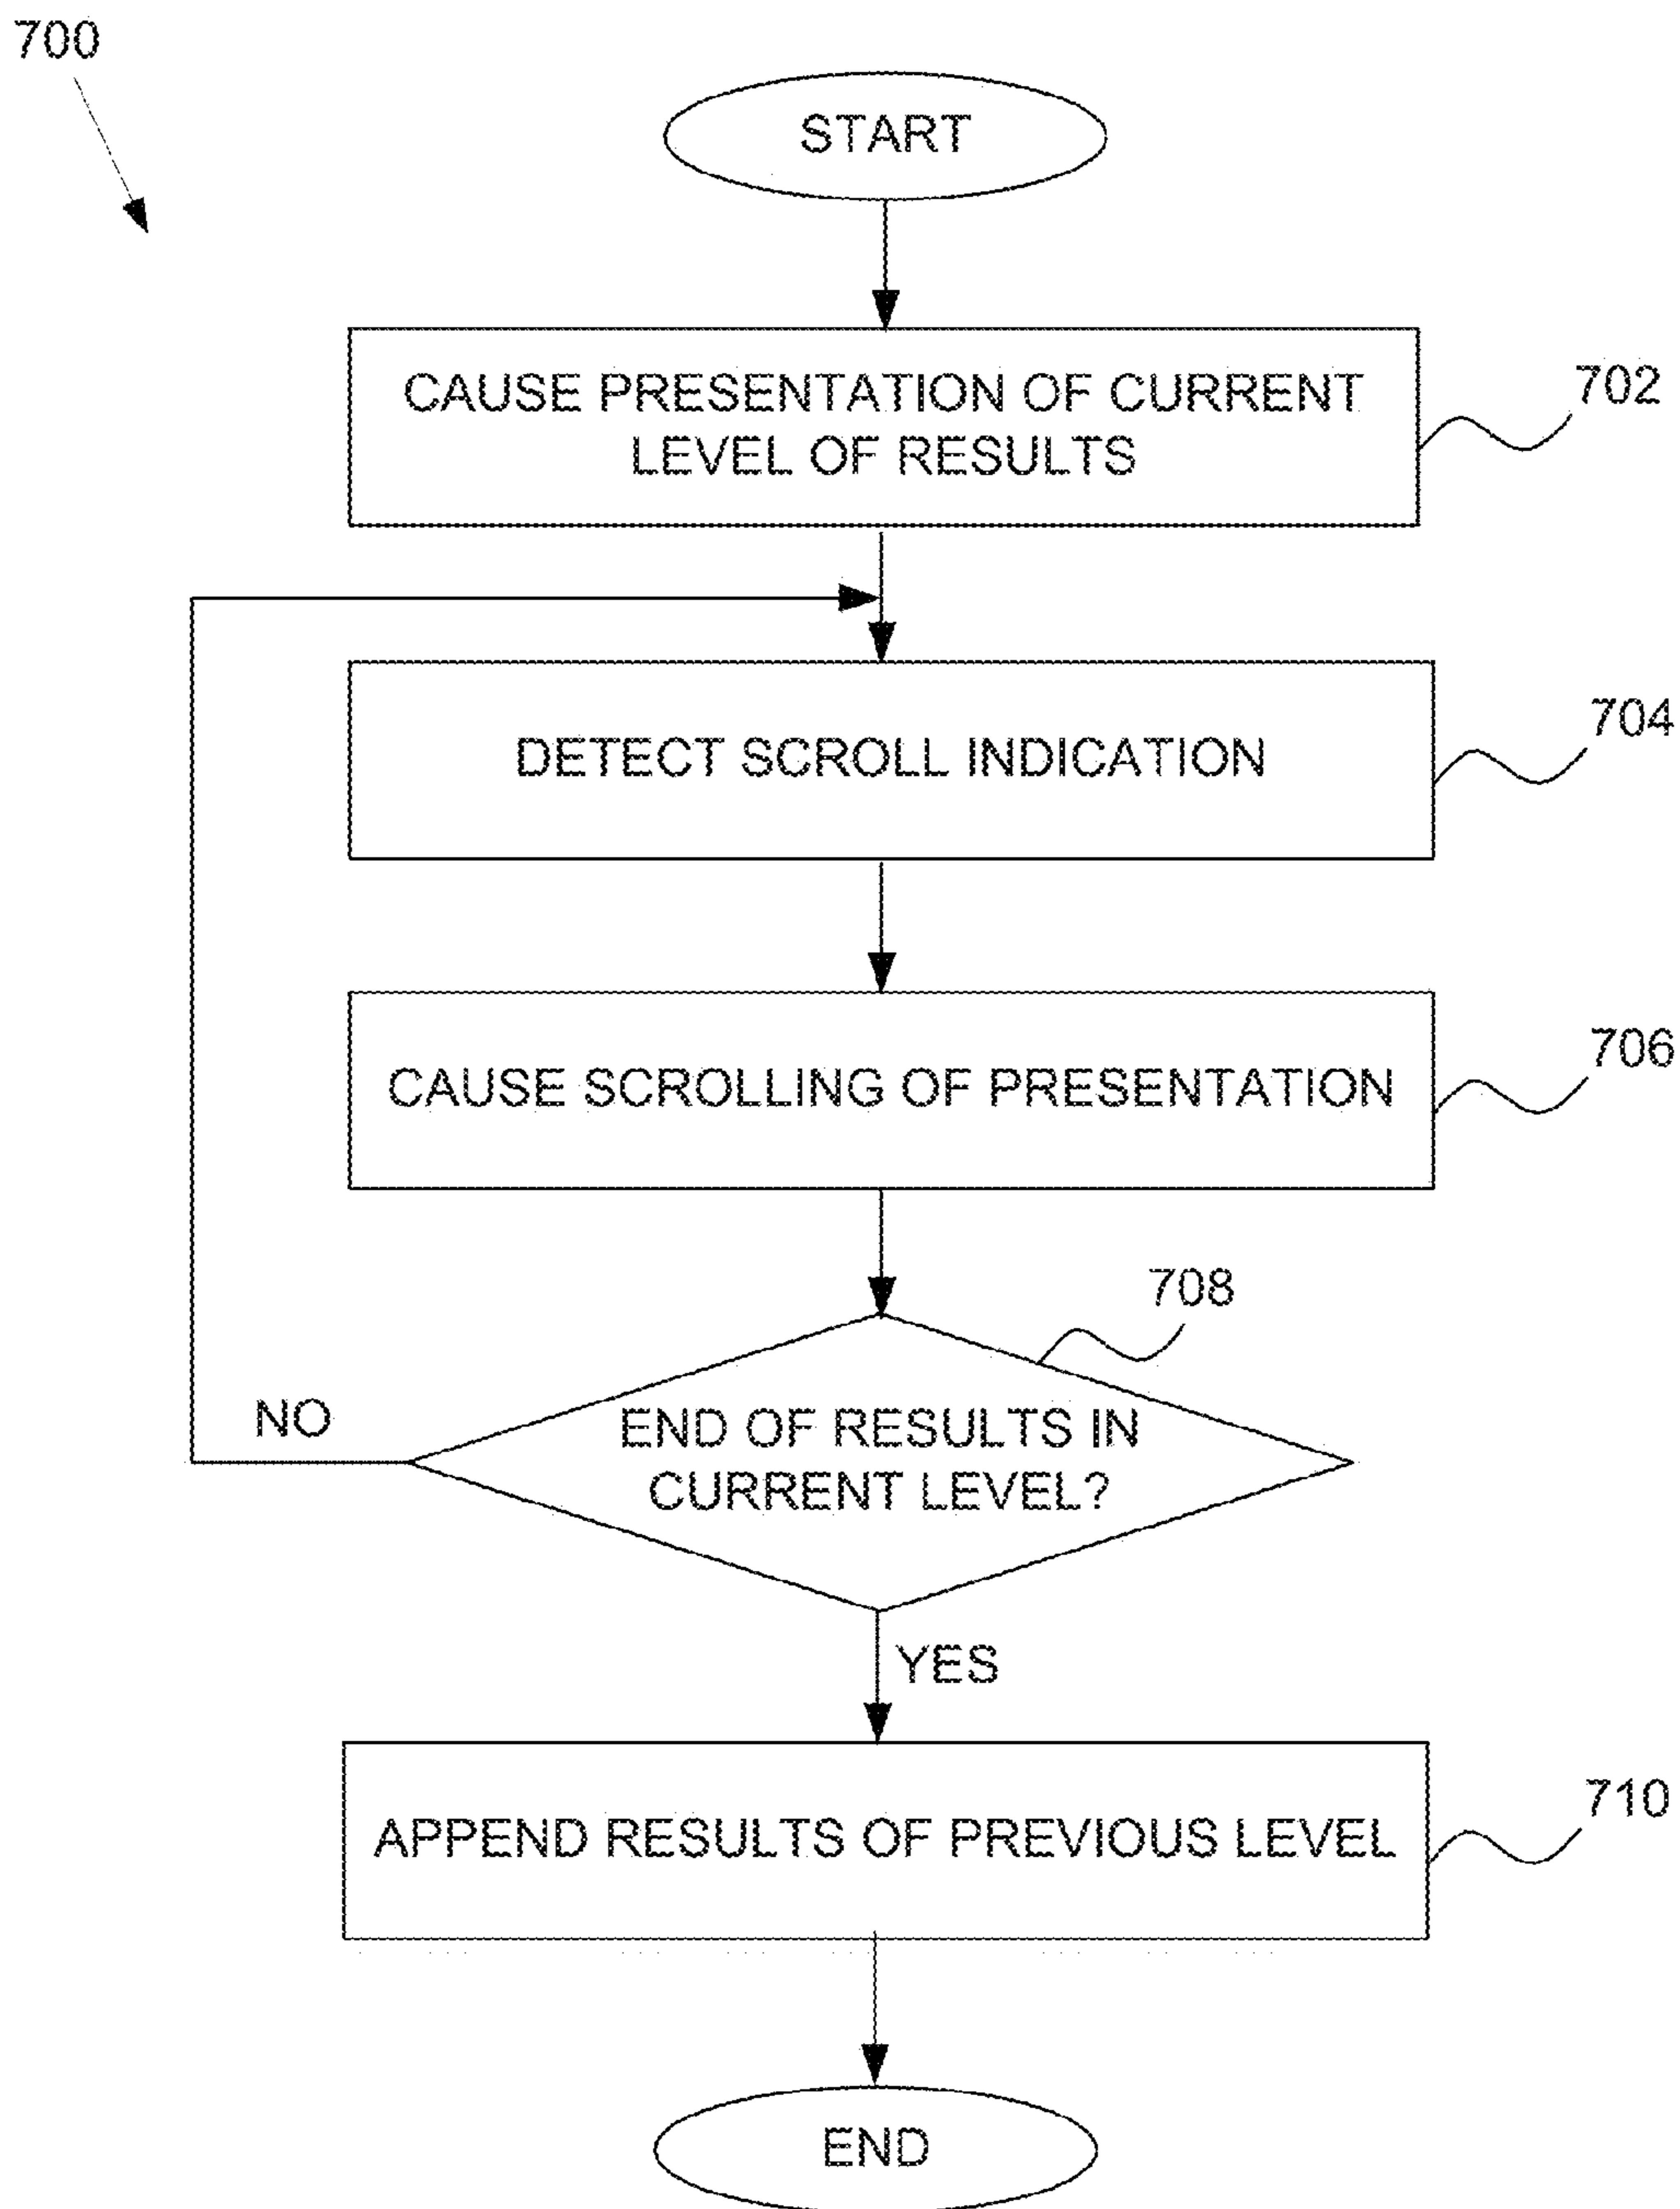 700
START
CAUSE PRESENTATION OF CURRENT
LEVEL OF RESULTS
702
DETECT SCROLL INDICATION
704
CAUSE SCROLLING OF PRESENTATION
706
708
END OF RESULTS IN
CURRENT LEVEL?
NO
YES
APPEND RESULTS OF PREVIOUS LEVEL
710
END